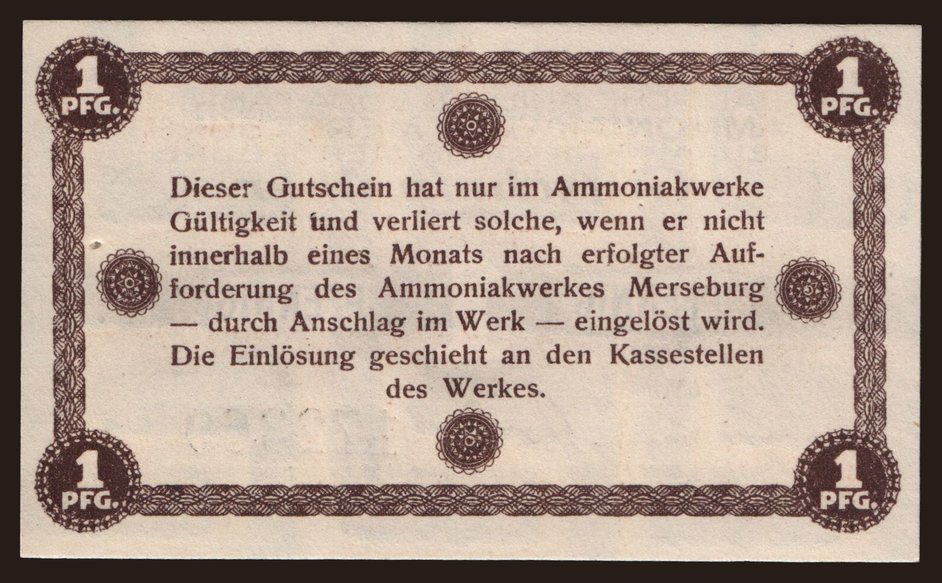 1 PFG. 1 PFG.
Dieser Gutschein hat nur im Ammoniakwerke
Gültigkeit und verliert solche, wenn er nicht
innerhalb eines Monats nach erfolgter Auf-
forderung des Ammoniakwerkes Merseburg
— durch Anschlag im Werk — eingelöst wird.
Die Einlösung geschieht an den Kassestellen
des Werkes.
1 PFG. 1 PFG.